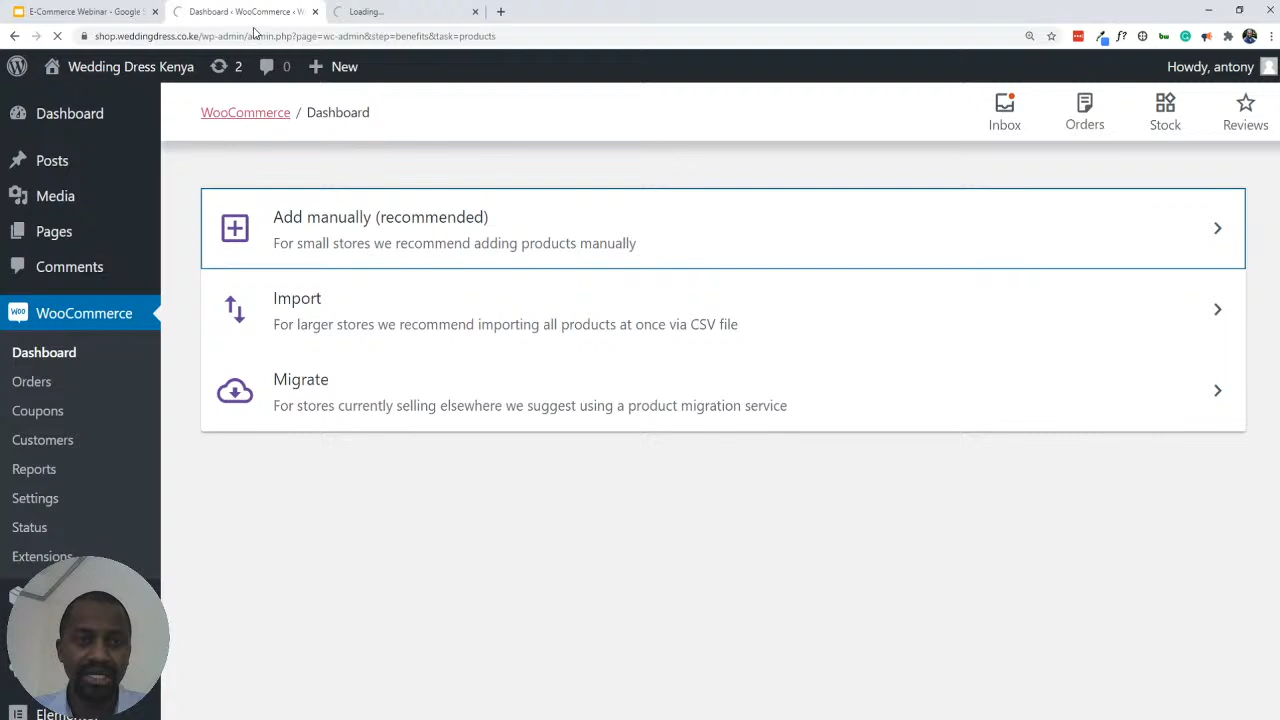 E-Commerce Webinar - Google S
Dashboard ‹ WooCommerce ‹ W
Loading...
shop.weddingdress.co.ke/wp-admin/admin.php?page=wc-admin&step=benefits&task=products
f?
bw
Wedding Dress Kenya
2
0
New
Howdy, antony
Dashboard
Posts
Media
Pages
Comments
Woo WooCommerce
Dashboard
Orders
Coupons
Customers
Reports
Settings
Status
Extensions
Elem
WooCommerce / Dashboard
Inbox
Orders
Stock
Reviews
Add manually (recommended)
For small stores we recommend adding products manually
Import
For larger stores we recommend importing all products at once via CSV file
Migrate
For stores currently selling elsewhere we suggest using a product migration service